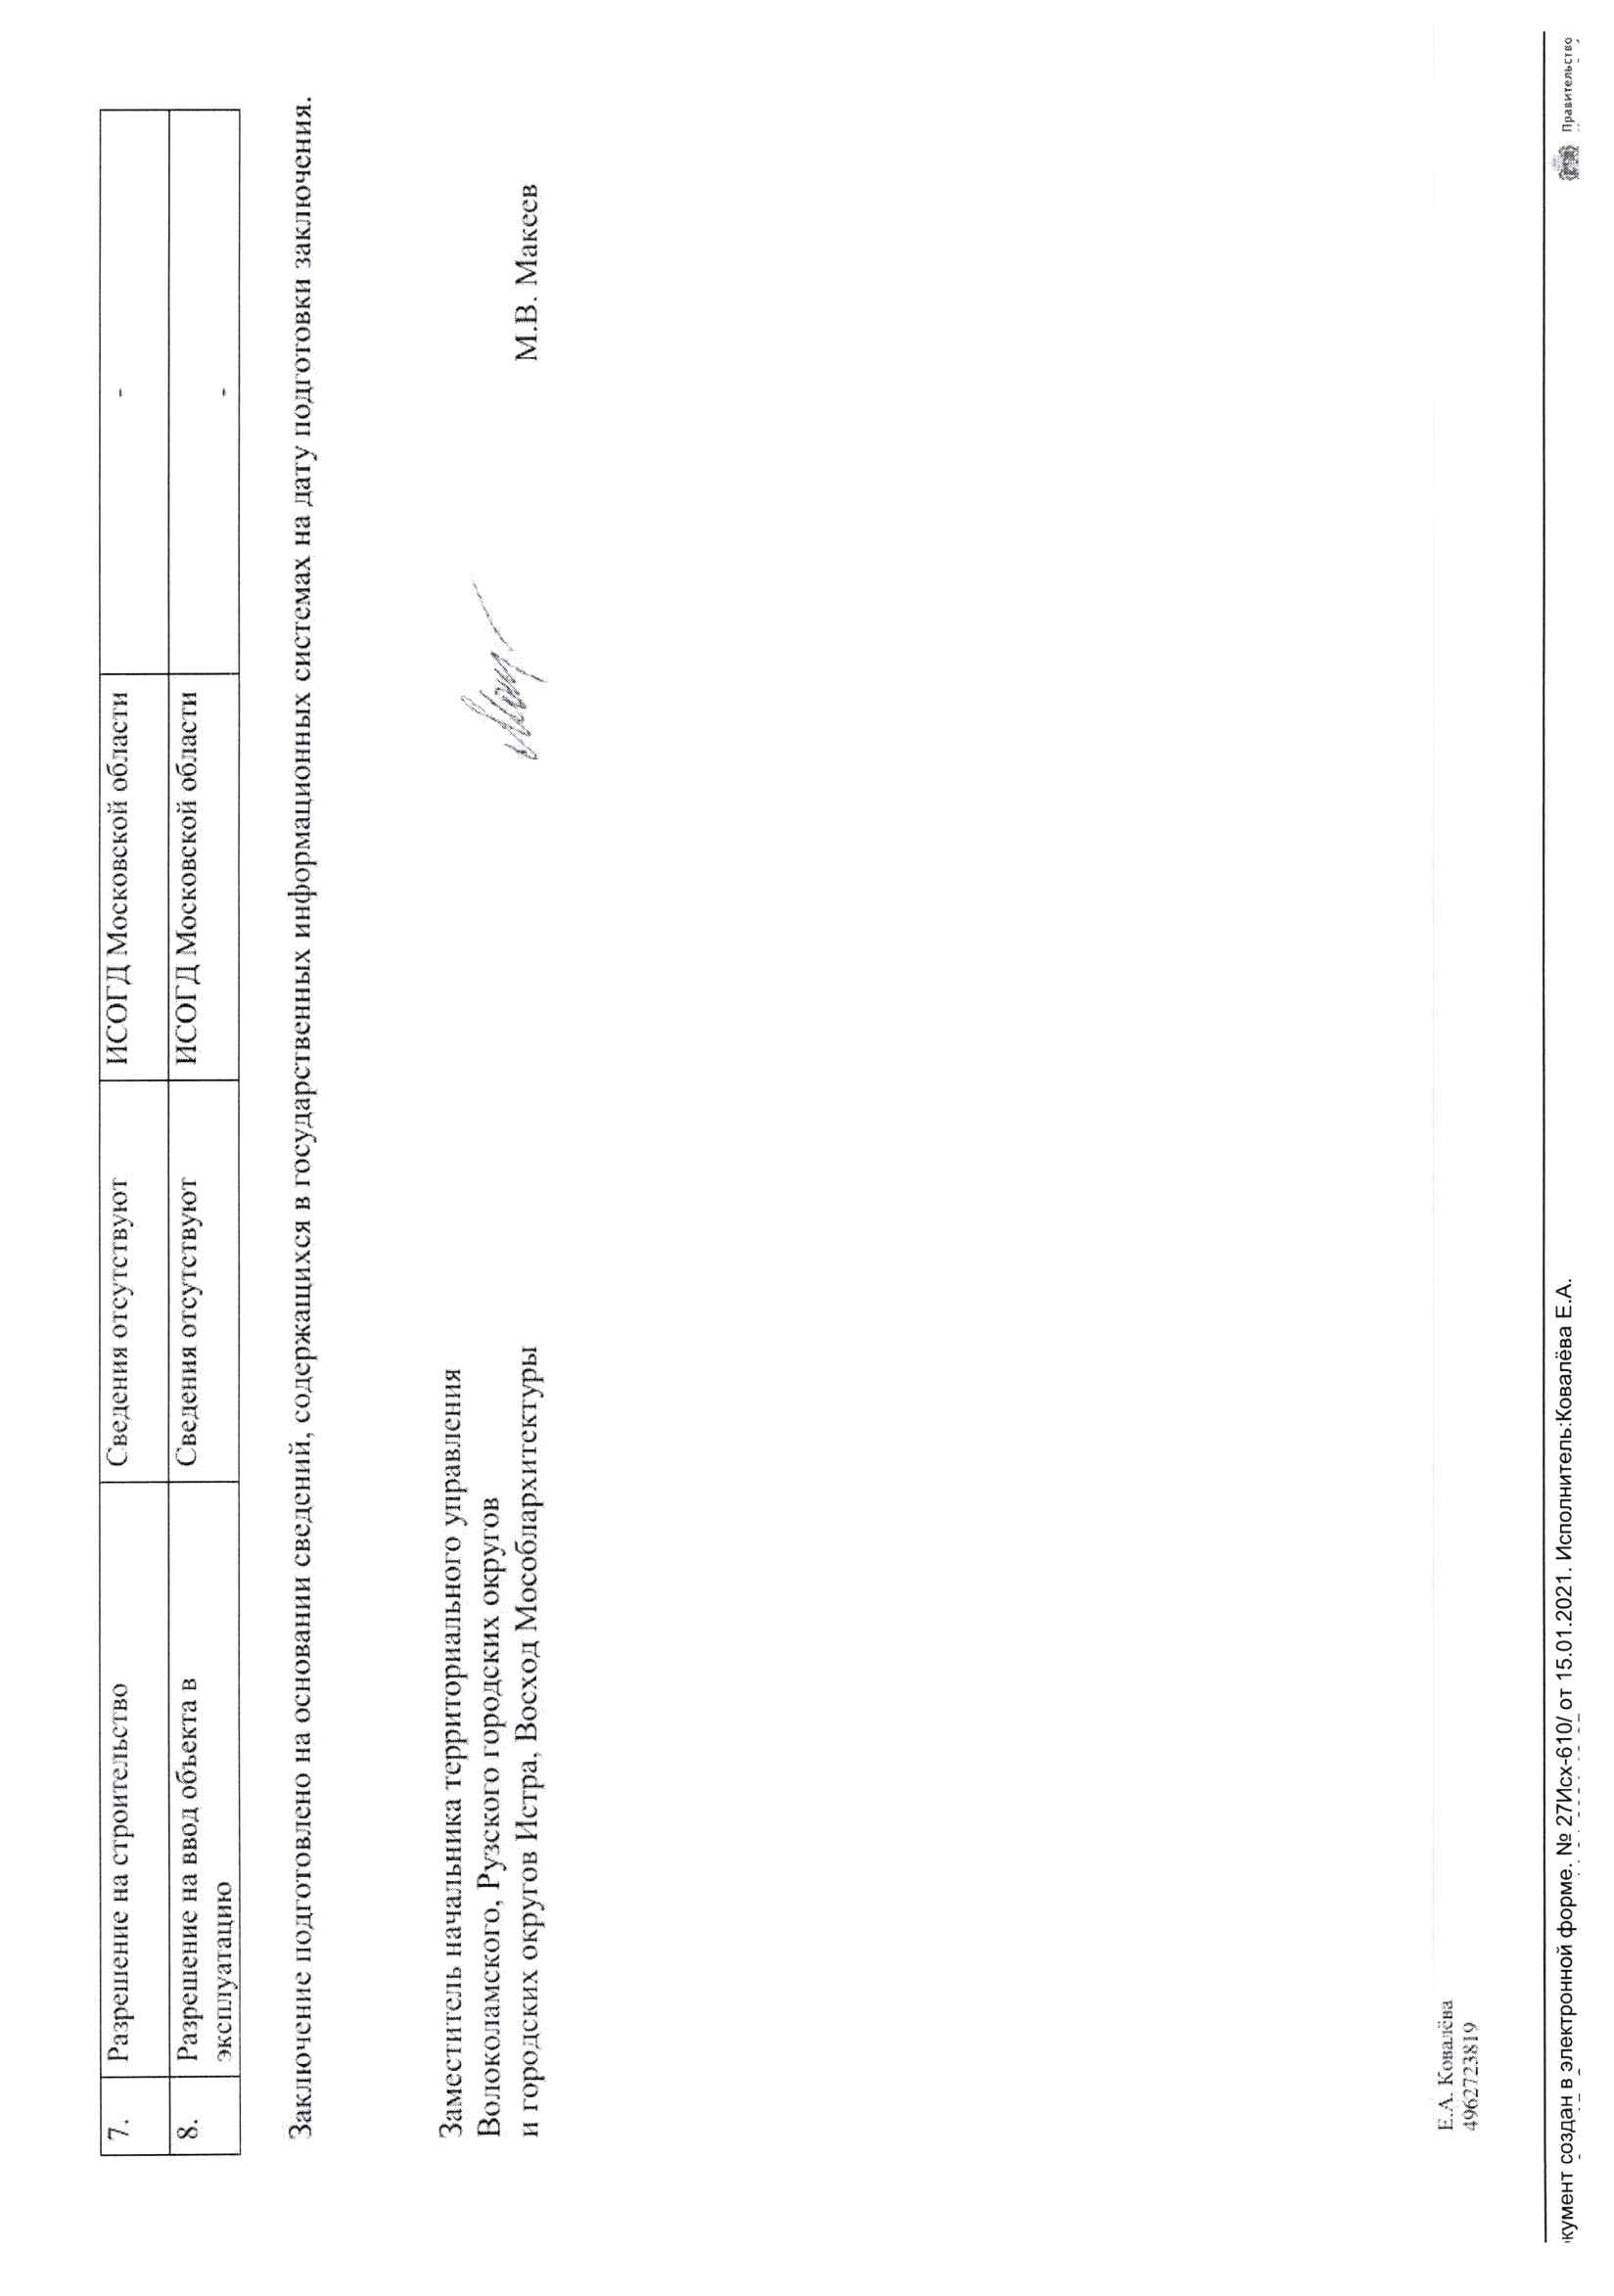 7. Разрешение на строительство Сведения отсутствуют ИСОГД Московской области -
8. Разрешение на ввод объекта в Сведения отсутствуют ИСОГД Московской области
эксплуатацию -
Заключение подготовлено на основании сведений, содержащихся в государственных информационных системах на дату подготовки заключения.
Заместитель начальника территориального управления
Волоколамского, Рузского городских округов
и городских округов Истра, Восход Мособлархитектуры М.В. Макеев
Е.А. Ковалёва
4962723819
кумент создан в электронной форме. № 27Исх-610/ от 15.01.2021. Исполнитель:Ковалёва Е.А.
Правительство